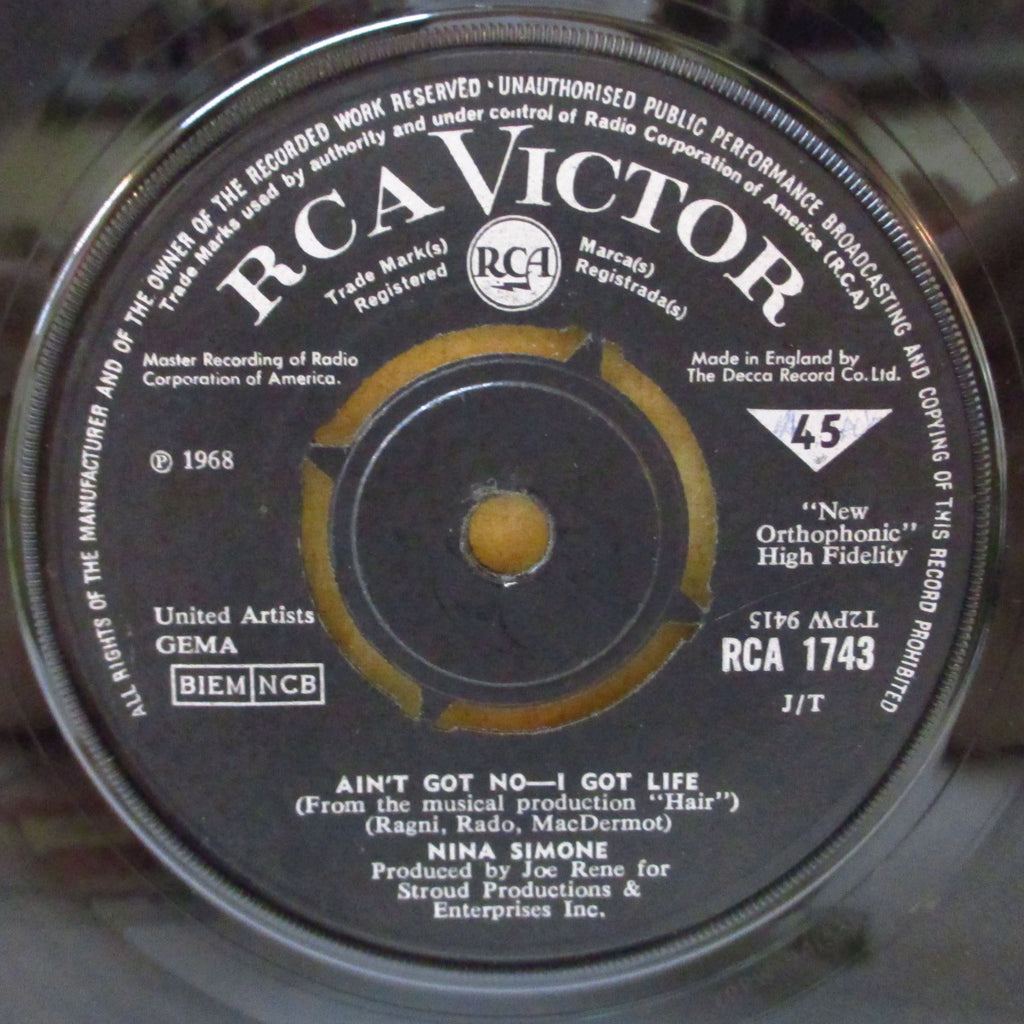 ALL RIGHTS OF THE MANUFACTURER AND OF THE OWNER OF THE RECORDED WORK RESERVED · UNAUTHORISED PUBLIC PERFORMANCE BROADCASTING AND COPYING OF THIS RECORD PROHIBITED
Trade Marks used by authority and under control of Radio Corporation of America (R.C.A)
RCA VICTOR
Trade Mark(s)
Registered
RCA
Marca(s)
Registrada(s)
Master Recording of Radio
Corporation of America.
Made in England by
The Decca Record Co. Ltd.
45
℗ 1968
"New
Orthophonic"
High Fidelity
United Artists
GEMA
BIEM NCB
T2PW 9415
RCA 1743
J/T
AIN'T GOT NO—I GOT LIFE
(From the musical production "Hair")
(Ragni, Rado, MacDermot)
NINA SIMONE
Produced by Joe Rene for
Stroud Productions &
Enterprises Inc.